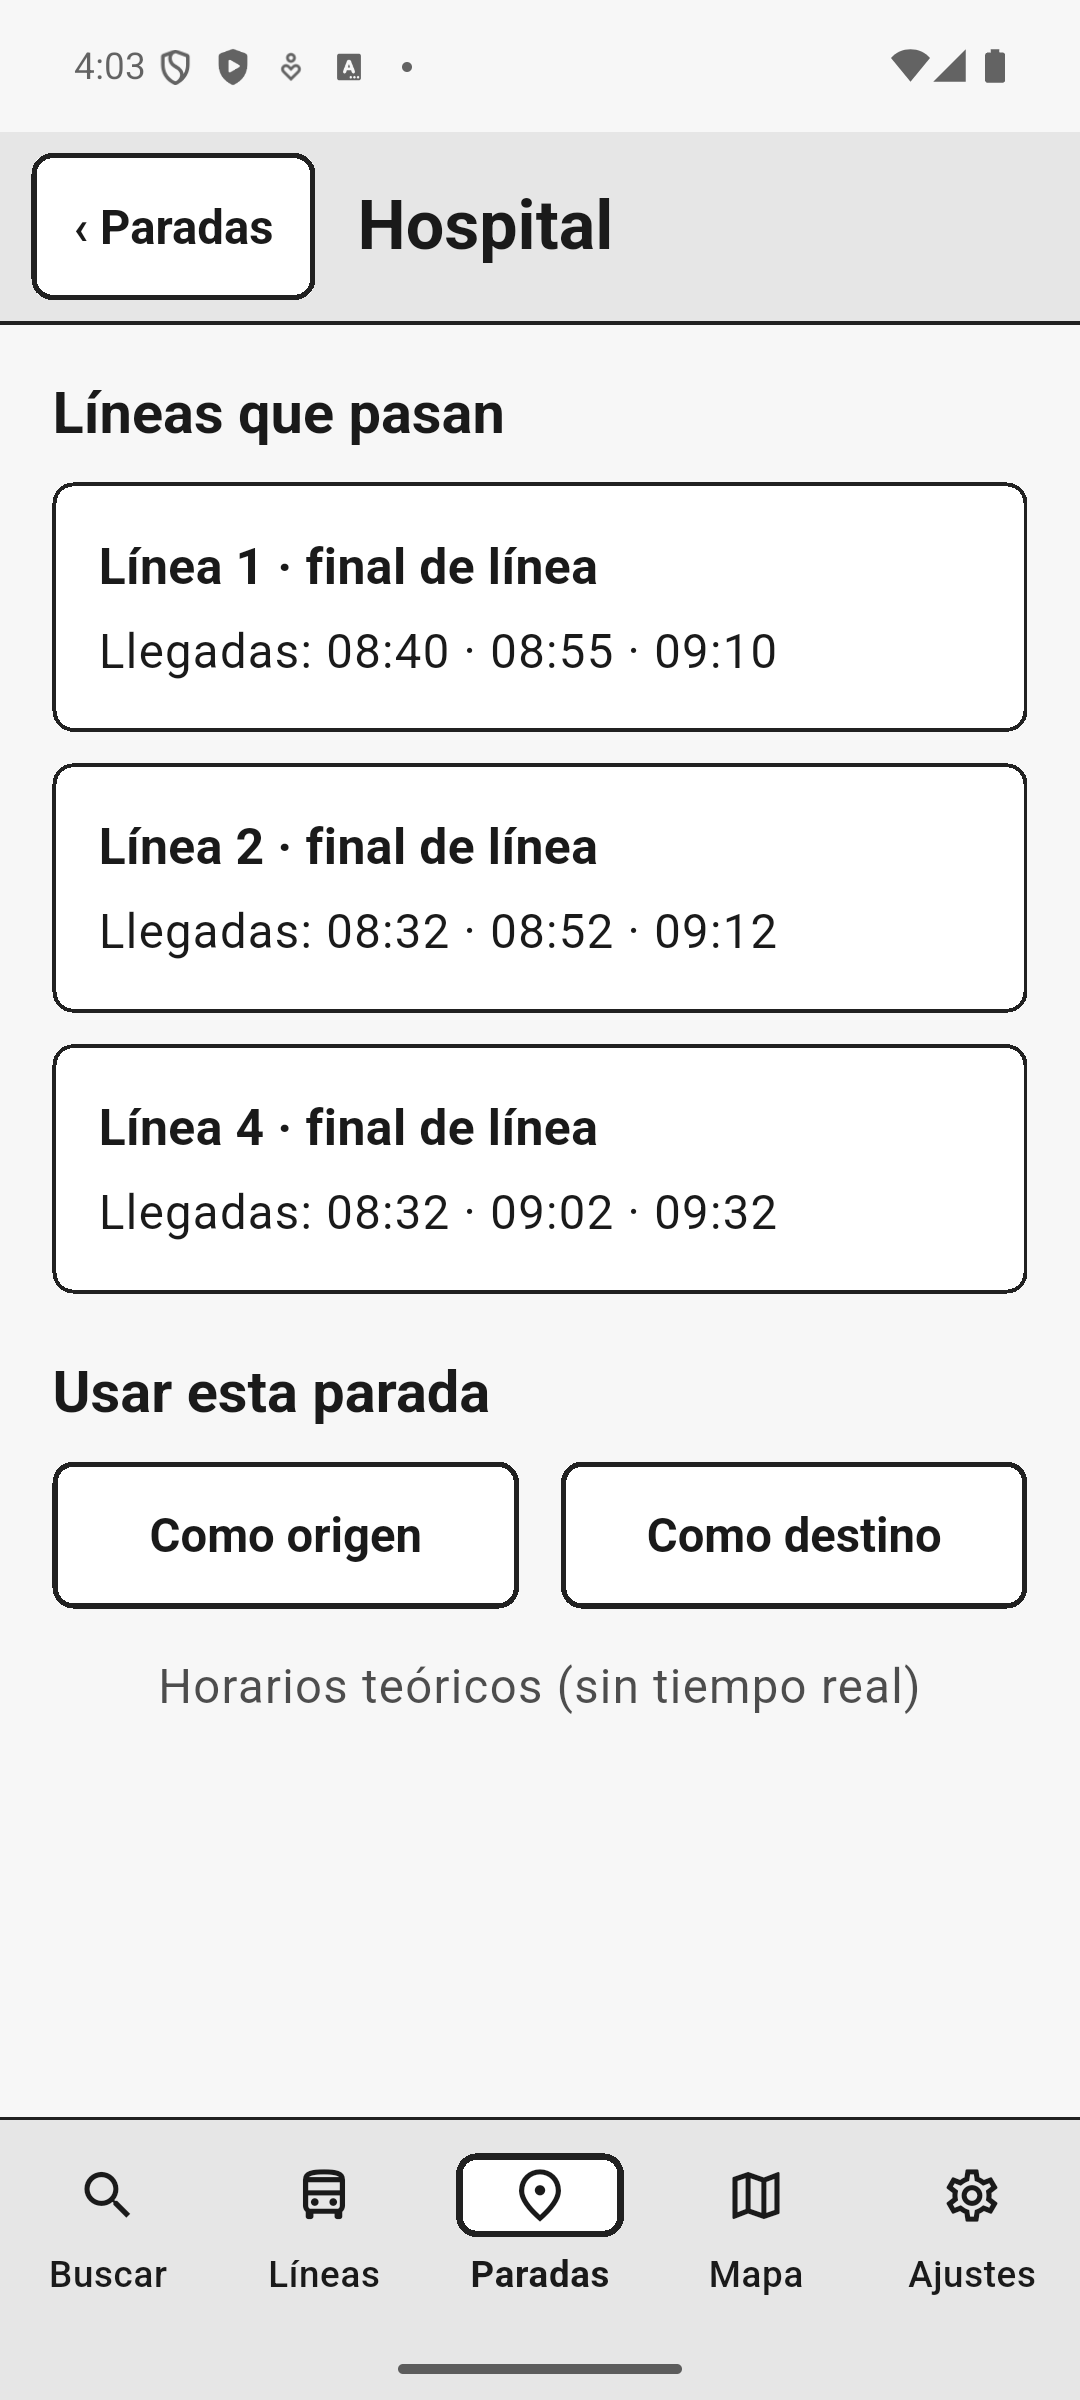 4:03
‹ Paradas
Hospital
Líneas que pasan
Línea 1 · final de línea
Llegadas: 08:40 · 08:55 · 09:10
Línea 2 · final de línea
Llegadas: 08:32 · 08:52 · 09:12
Línea 4 · final de línea
Llegadas: 08:32 · 09:02 · 09:32
Usar esta parada
Como origen
Como destino
Horarios teóricos (sin tiempo real)
Buscar
Líneas
Paradas
Mapa
Ajustes